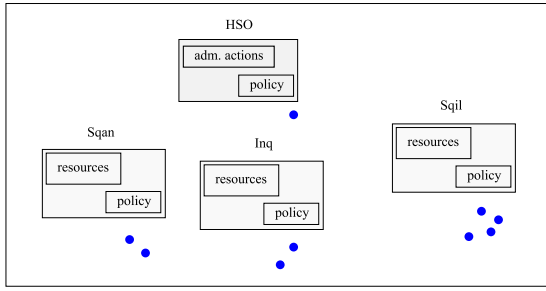 HSO
adm. actions
policy
Sqan
resources
policy
Inq
resources
policy
Sqil
resources
policy